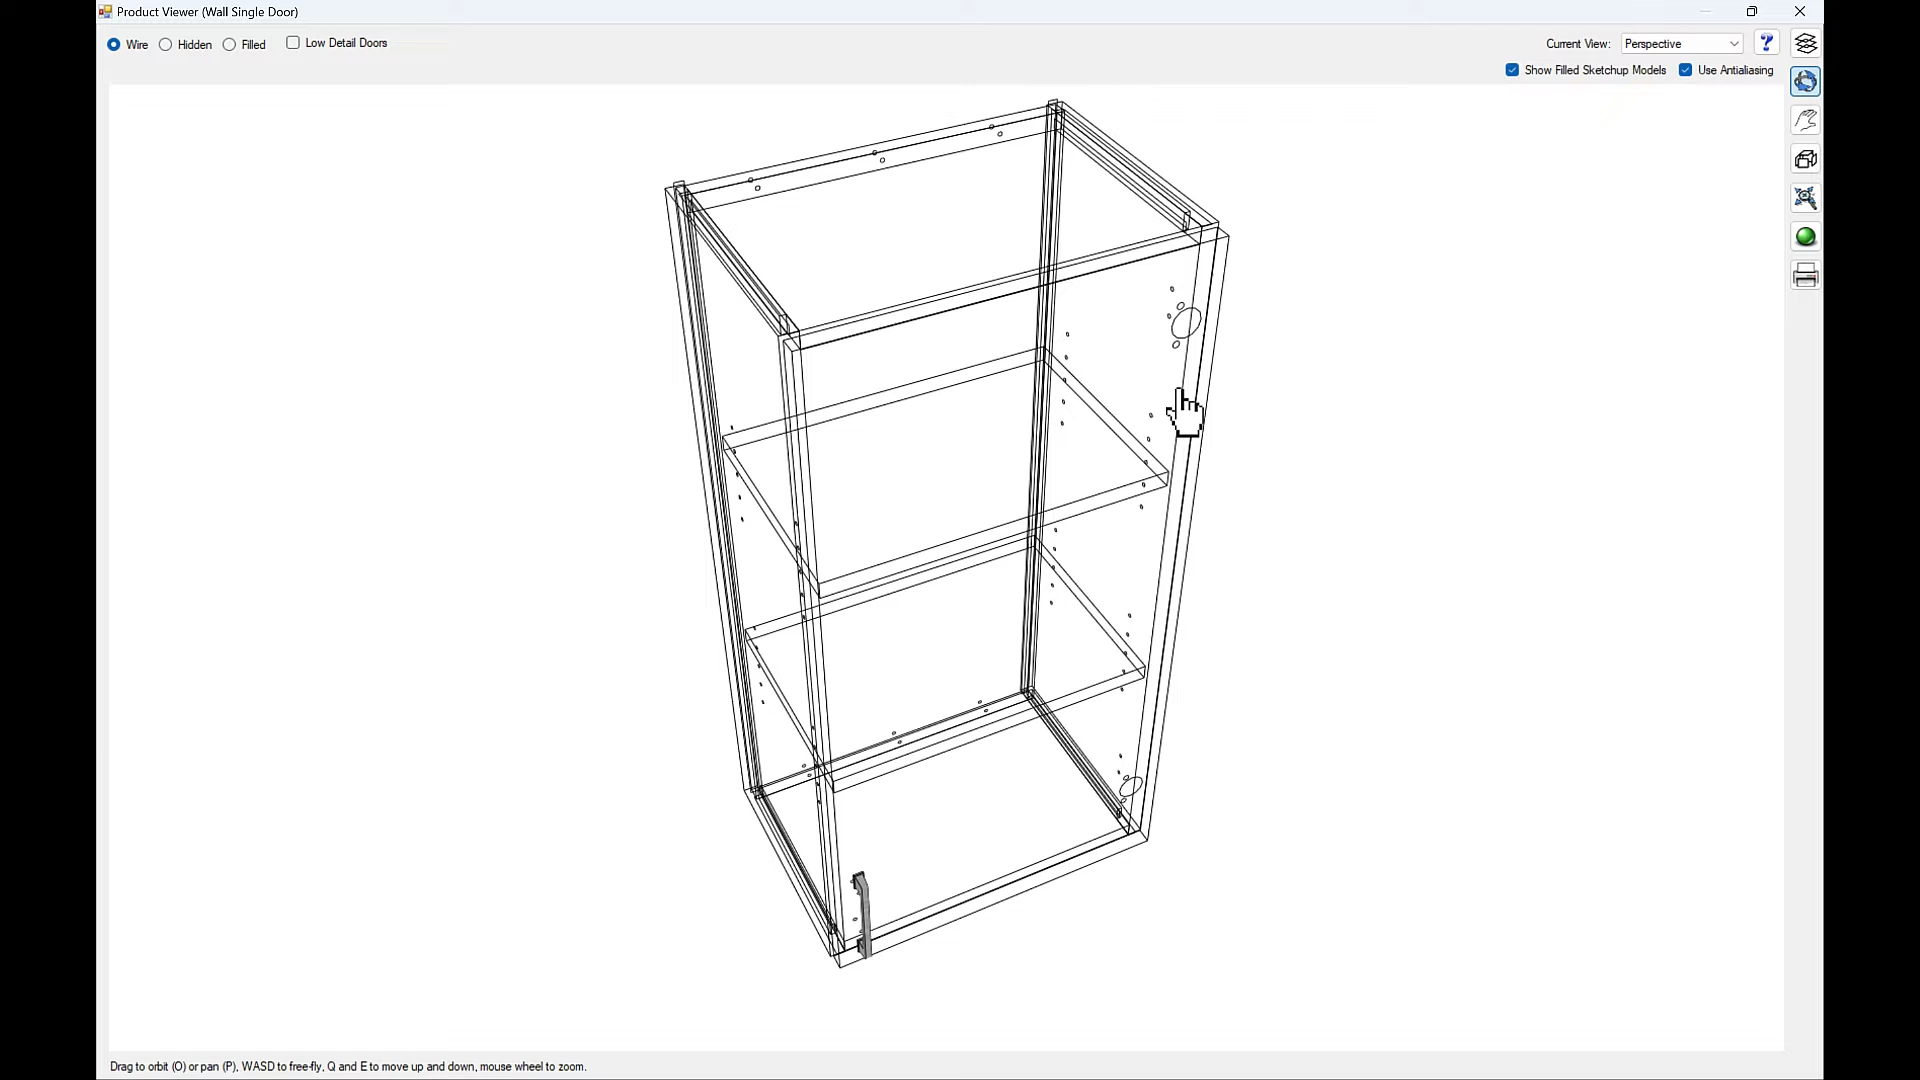 Product Viewer (Wall Single Door)
Wire Hidden Filled Low Detail Doors
Current View: Perspective ?
Show Filled Sketchup Models Use Antialiasing
Drag to orbit (O) or pan (P), WASD to free-fly, Q and E to move up and down, mouse wheel to zoom.